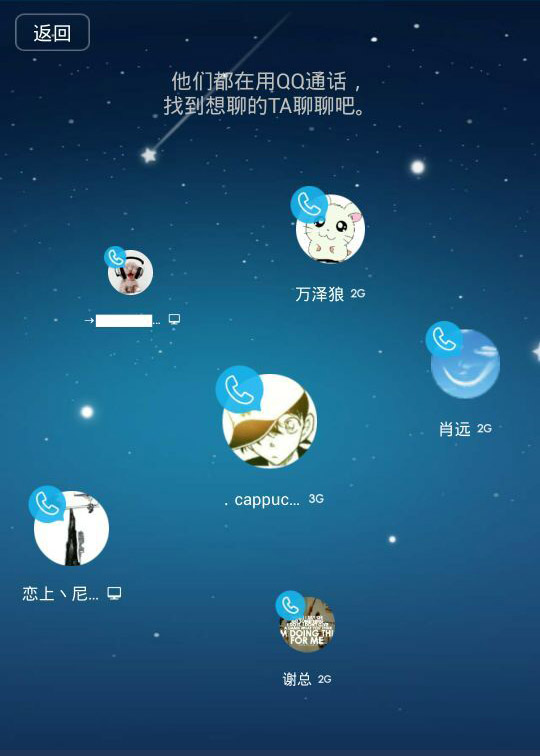 返回
他们都在用QQ通话，
找到想聊的TA聊聊吧。
万泽狼 2G
→ ...
肖远 2G
. cappuc... 3G
恋上丶尼...
DOING THI
FOR ME
谢总 2G